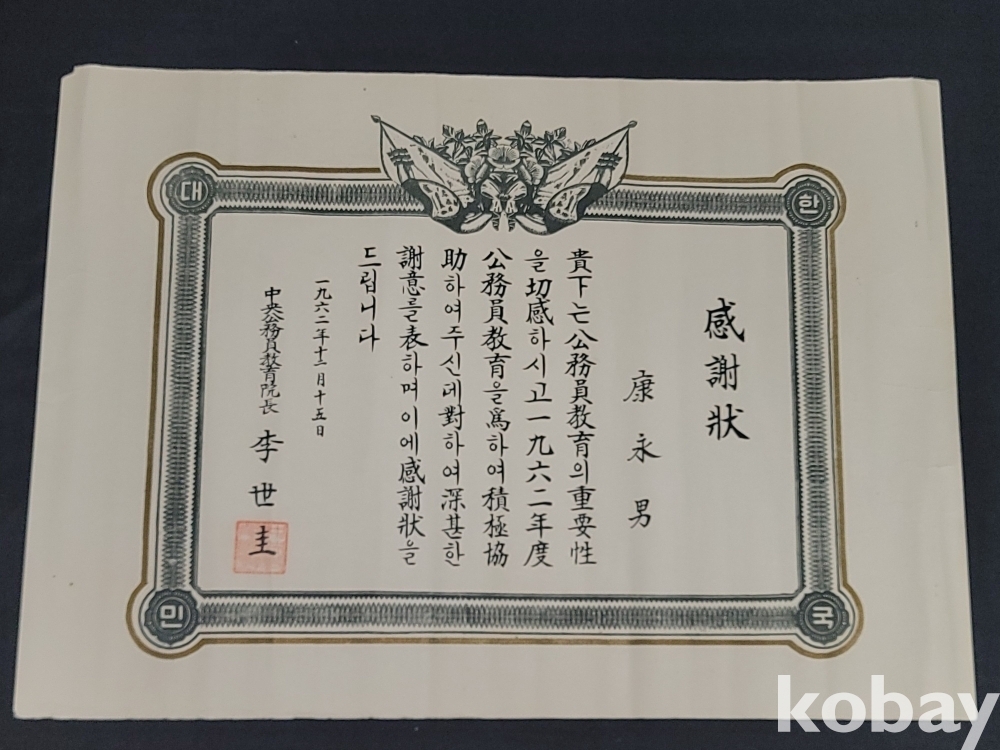 대한민국
感謝狀
康永男
貴下는公務員教育의重要性
을切感하시고一九六二年度
公務員教育을爲하여積極協
助하여주신데對하여深甚한
謝意를表하며이에感謝狀을
드립니다
一九六二年十二月十五日
中央公務員教育院長 李世圭
kobay